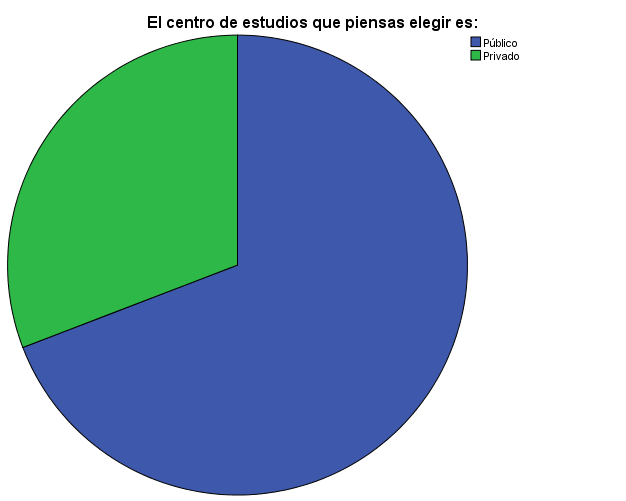 El centro de estudios que piensas elegir es:
Público
Privado